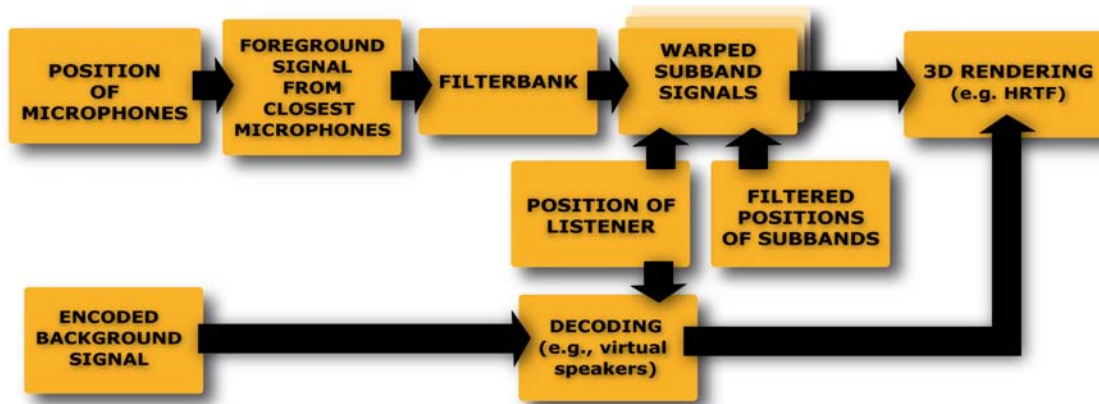 POSITION
OF
MICROPHONES
FOREGROUND
SIGNAL
FROM
CLOSEST
MICROPHONES
FILTERBANK
WARPED
SUBBAND
SIGNALS
3D RENDERING
(e.g. HRTF)
POSITION OF
LISTENER
FILTERED
POSITIONS
OF SUBBANDS
ENCODED
BACKGROUND
SIGNAL
DECODING
(e.g., virtual
speakers)